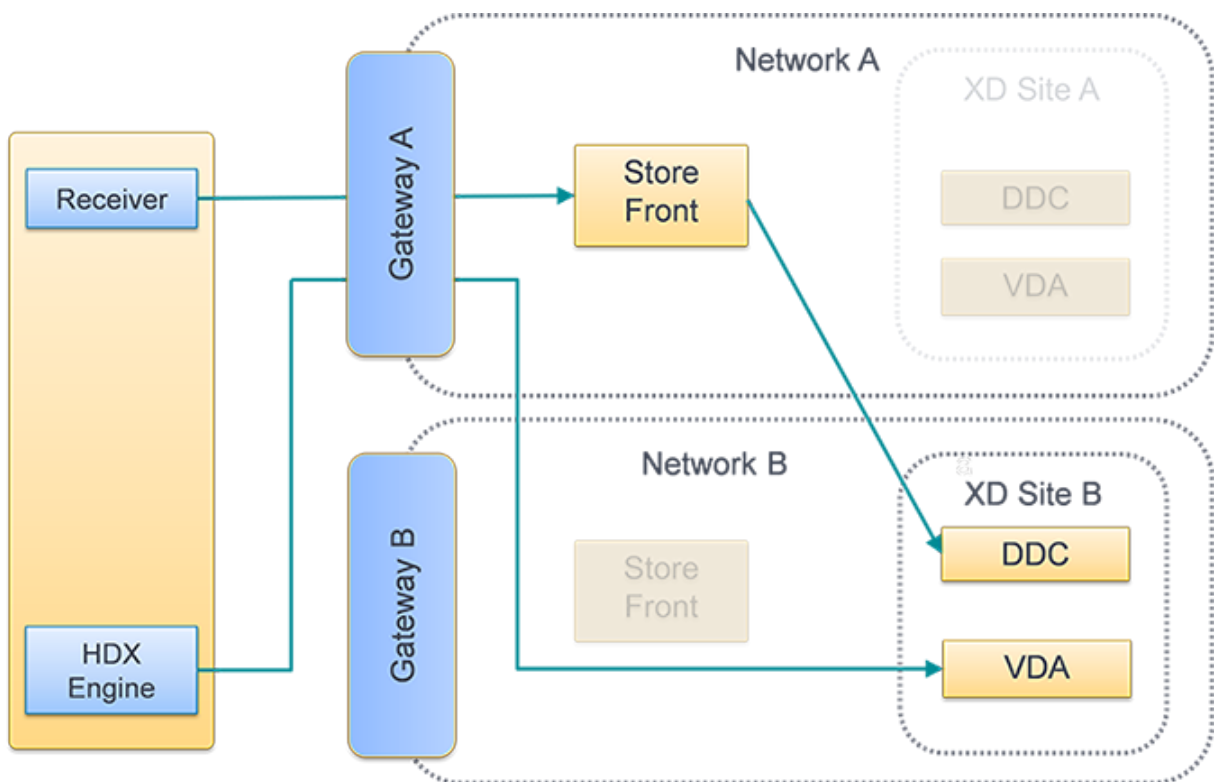 Network A
XD Site A
Gateway A
Receiver
Store
Front
DDC
VDA
Network B
XD Site B
Gateway B
Store
Front
DDC
HDX
Engine
VDA